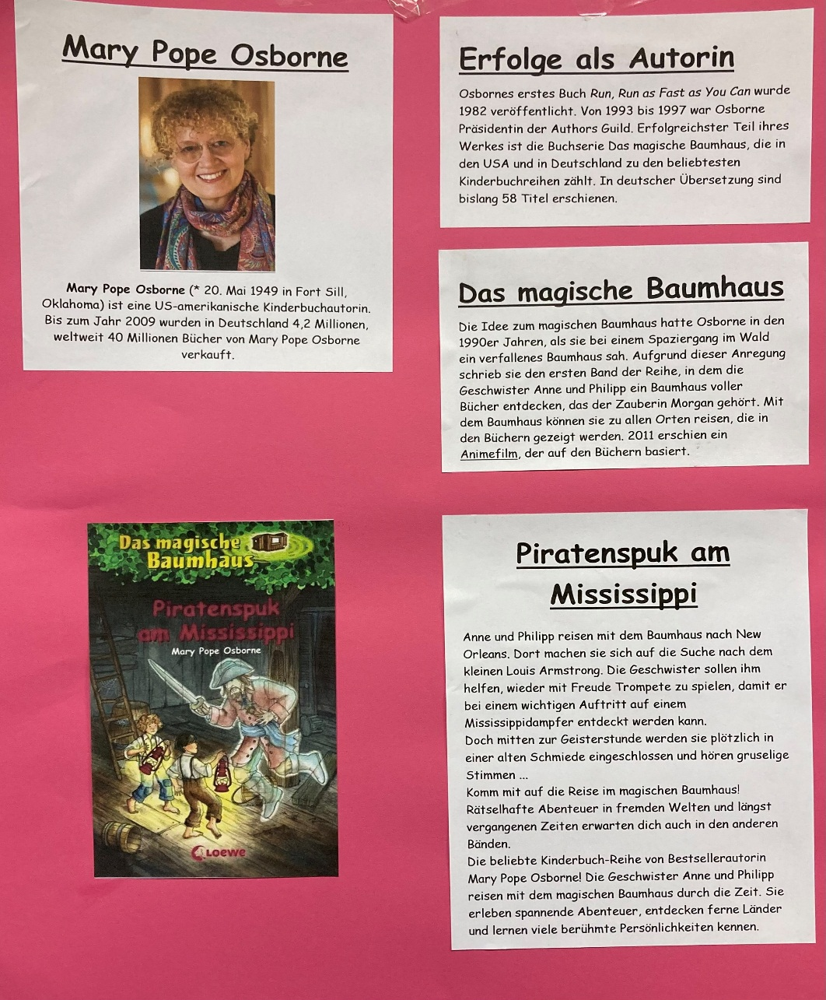 Mary Pope Osborne
Mary Pope Osborne (* 20. Mai 1949 in Fort Sill,
Oklahoma) ist eine US-amerikanische Kinderbuchautorin.
Bis zum Jahr 2009 wurden in Deutschland 4,2 Millionen,
weltweit 40 Millionen Bücher von Mary Pope Osborne
verkauft.
Erfolge als Autorin
Osbornes erstes Buch Run, Run as Fast as You Can wurde
1982 veröffentlicht. Von 1993 bis 1997 war Osborne
Präsidentin der Authors Guild. Erfolgreichster Teil ihres
Werkes ist die Buchserie Das magische Baumhaus, die in
den USA und in Deutschland zu den beliebtesten
Kinderbuchreihen zählt. In deutscher Übersetzung sind
bislang 58 Titel erschienen.
Das magische Baumhaus
Die Idee zum magischen Baumhaus hatte Osborne in den
1990er Jahren, als sie bei einem Spaziergang im Wald
ein verfallenes Baumhaus sah. Aufgrund dieser Anregung
schrieb sie den ersten Band der Reihe, in dem die
Geschwister Anne und Philipp ein Baumhaus voller
Bücher entdecken, das der Zauberin Morgan gehört. Mit
dem Baumhaus können sie zu allen Orten reisen, die in
den Büchern gezeigt werden. 2011 erschien ein
Animefilm, der auf den Büchern basiert.
Das magische
Baumhaus
Piratenspuk
am Mississippi
Mary Pope Osborne
Loewe
Piratenspuk am
Mississippi
Anne und Philipp reisen mit dem Baumhaus nach New
Orleans. Dort machen sie sich auf die Suche nach dem
kleinen Louis Armstrong. Die Geschwister sollen ihm
helfen, wieder mit Freude Trompete zu spielen, damit er
bei einem wichtigen Auftritt auf einem
Mississippidampfer entdeckt werden kann.
Doch mitten zur Geisterstunde werden sie plötzlich in
einer alten Schmiede eingeschlossen und hören gruselige
Stimmen ...
Komm mit auf die Reise im magischen Baumhaus!
Rätselhafte Abenteuer in fremden Welten und längst
vergangenen Zeiten erwarten dich auch in den anderen
Bänden.
Die beliebte Kinderbuch-Reihe von Bestsellerautorin
Mary Pope Osborne! Die Geschwister Anne und Philipp
reisen mit dem magischen Baumhaus durch die Zeit. Sie
erleben spannende Abenteuer, entdecken ferne Länder
und lernen viele berühmte Persönlichkeiten kennen.